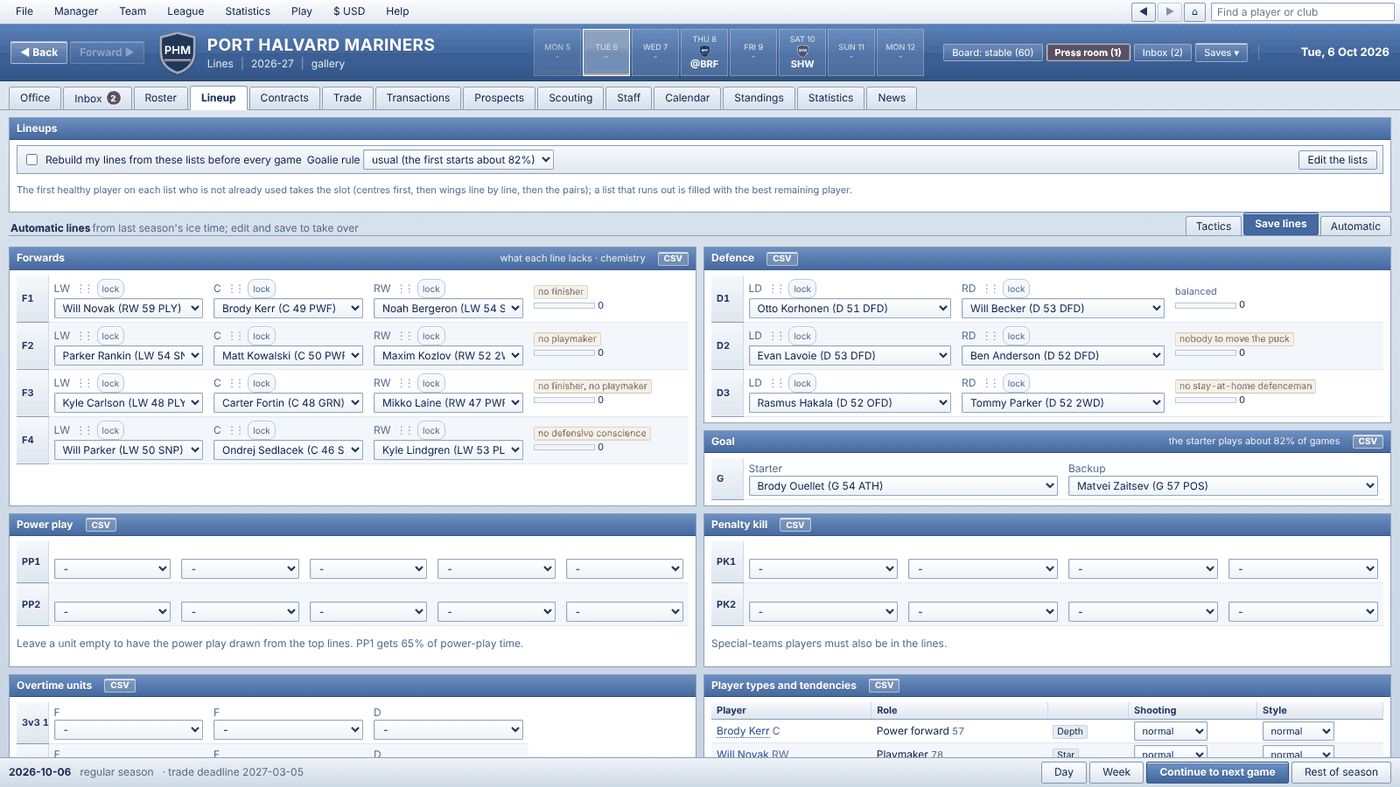 File Manager Team League Statistics Play $ USD Help
◀ ▶ ⌂ Find a player or club
◀ Back Forward ▶ PHM PORT HALVARD MARINERS
Lines | 2026-27 | gallery
MON 5 - TUE 6 - WED 7 - THU 8 @BRF FRI 9 - SAT 10 SHW SUN 11 - MON 12 -
Board: stable (60) Press room (1) Inbox (2) Saves ▾ Tue, 6 Oct 2026
Office Inbox 2 Roster Lineup Contracts Trade Transactions Prospects Scouting Staff Calendar Standings Statistics News
Lineups
Rebuild my lines from these lists before every game Goalie rule usual (the first starts about 82%) Edit the lists
The first healthy player on each list who is not already used takes the slot (centres first, then wings line by line, then the pairs); a list that runs out is filled with the best remaining player.
Automatic lines from last season's ice time; edit and save to take over Tactics Save lines Automatic
Forwards what each line lacks · chemistry CSV
F1 LW lock C lock RW lock no finisher
Will Novak (RW 59 PLY) Brody Kerr (C 49 PWF) Noah Bergeron (LW 54 S 0
F2 LW lock C lock RW lock no playmaker
Parker Rankin (LW 54 SN Matt Kowalski (C 50 PWF Maxim Kozlov (RW 52 2W 0
F3 LW lock C lock RW lock no finisher, no playmaker
Kyle Carlson (LW 48 PLY Carter Fortin (C 48 GRN) Mikko Laine (RW 47 PWF 0
F4 LW lock C lock RW lock no defensive conscience
Will Parker (LW 50 SNP) Ondrej Sedlacek (C 46 S Kyle Lindgren (LW 53 PL 0
Defence CSV
D1 LD lock RD lock balanced
Otto Korhonen (D 51 DFD) Will Becker (D 53 DFD) 0
D2 LD lock RD lock nobody to move the puck
Evan Lavoie (D 53 DFD) Ben Anderson (D 52 DFD) 0
D3 LD lock RD lock no stay-at-home defenceman
Rasmus Hakala (D 52 OFD) Tommy Parker (D 52 2WD) 0
Goal the starter plays about 82% of games CSV
G Starter Backup
Brody Ouellet (G 54 ATH) Matvei Zaitsev (G 57 POS)
Power play CSV
PP1 - - - - -
PP2 - - - - -
Leave a unit empty to have the power play drawn from the top lines. PP1 gets 65% of power-play time.
Penalty kill CSV
PK1 - - - -
PK2 - - - -
Special-teams players must also be in the lines.
Overtime units CSV
3v3 1 F F D
- - -
F F D
Player types and tendencies CSV
Player Role Shooting Style
Brody Kerr C Power forward 57 Depth normal normal
Will Novak RW Playmaker 78 Star normal normal
2026-10-06 regular season · trade deadline 2027-03-05 Day Week Continue to next game Rest of season